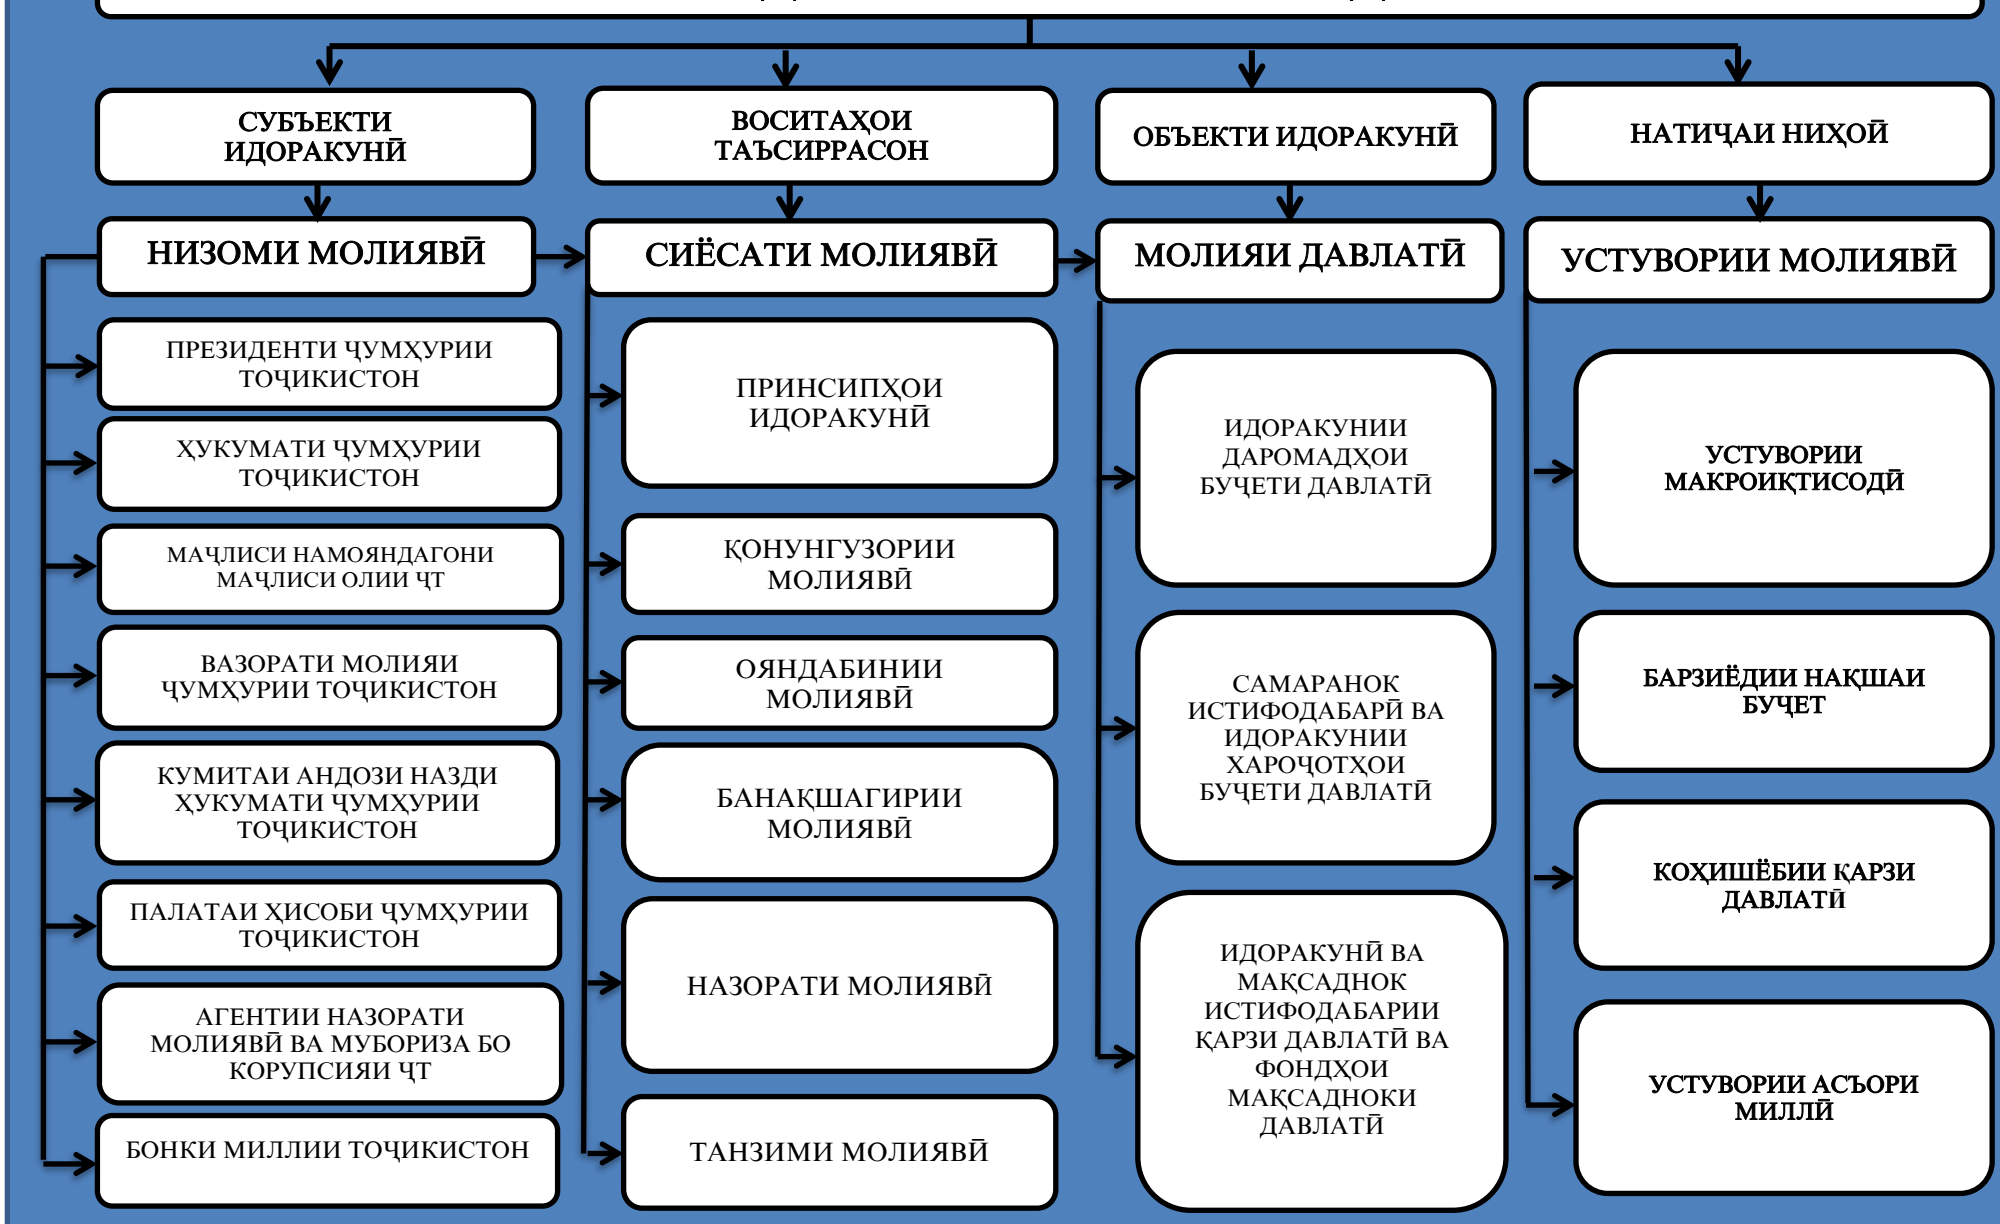 СУБЪЕКТИ
ИДОРАКУНӢ
ВОСИТАҲОИ
ТАЪСИРРАСОН
ОБЪЕКТИ ИДОРАКУНӢ
НАТИҶАИ НИҲОӢ
НИЗОМИ МОЛИЯВӢ
СИЁСАТИ МОЛИЯВӢ
МОЛИЯИ ДАВЛАТӢ
УСТУВОРИИ МОЛИЯВӢ
ПРЕЗИДЕНТИ ҶУМҲУРИИ
ТОҶИКИСТОН
ҲУКУМАТИ ҶУМҲУРИИ
ТОҶИКИСТОН
МАҶЛИСИ НАМОЯНДАГОНИ
МАҶЛИСИ ОЛИИ ҶТ
ВАЗОРАТИ МОЛИЯИ
ҶУМҲУРИИ ТОҶИКИСТОН
КУМИТАИ АНДОЗИ НАЗДИ
ҲУКУМАТИ ҶУМҲУРИИ
ТОҶИКИСТОН
ПАЛАТАИ ҲИСОБИ ҶУМҲУРИИ
ТОҶИКИСТОН
АГЕНТИИ НАЗОРАТИ
МОЛИЯВӢ ВА МУБОРИЗА БО
КОРУПСИЯИ ҶТ
БОНКИ МИЛЛИИ ТОҶИКИСТОН
ПРИНСИПҲОИ
ИДОРАКУНӢ
ҚОНУНГУЗОРИИ
МОЛИЯВӢ
ОЯНДАБИНИИ
МОЛИЯВӢ
БАНАҚШАГИРИИ
МОЛИЯВӢ
НАЗОРАТИ МОЛИЯВӢ
ТАНЗИМИ МОЛИЯВӢ
ИДОРАКУНИИ
ДАРОМАДҲОИ
БУҶЕТИ ДАВЛАТӢ
САМАРАНОК
ИСТИФОДАБАРӢ ВА
ИДОРАКУНИИ
ХАРОҶОТҲОИ
БУҶЕТИ ДАВЛАТӢ
ИДОРАКУНӢ ВА
МАҚСАДНОК
ИСТИФОДАБАРИИ
ҚАРЗИ ДАВЛАТӢ ВА
ФОНДҲОИ
МАҚСАДНОКИ
ДАВЛАТӢ
УСТУВОРИИ
МАКРОИҚТИСОДӢ
БАРЗИЁДИИ НАҚШАИ
БУҶЕТ
КОҲИШЁБИИ ҚАРЗИ
ДАВЛАТӢ
УСТУВОРИИ АСЪОРИ
МИЛЛӢ